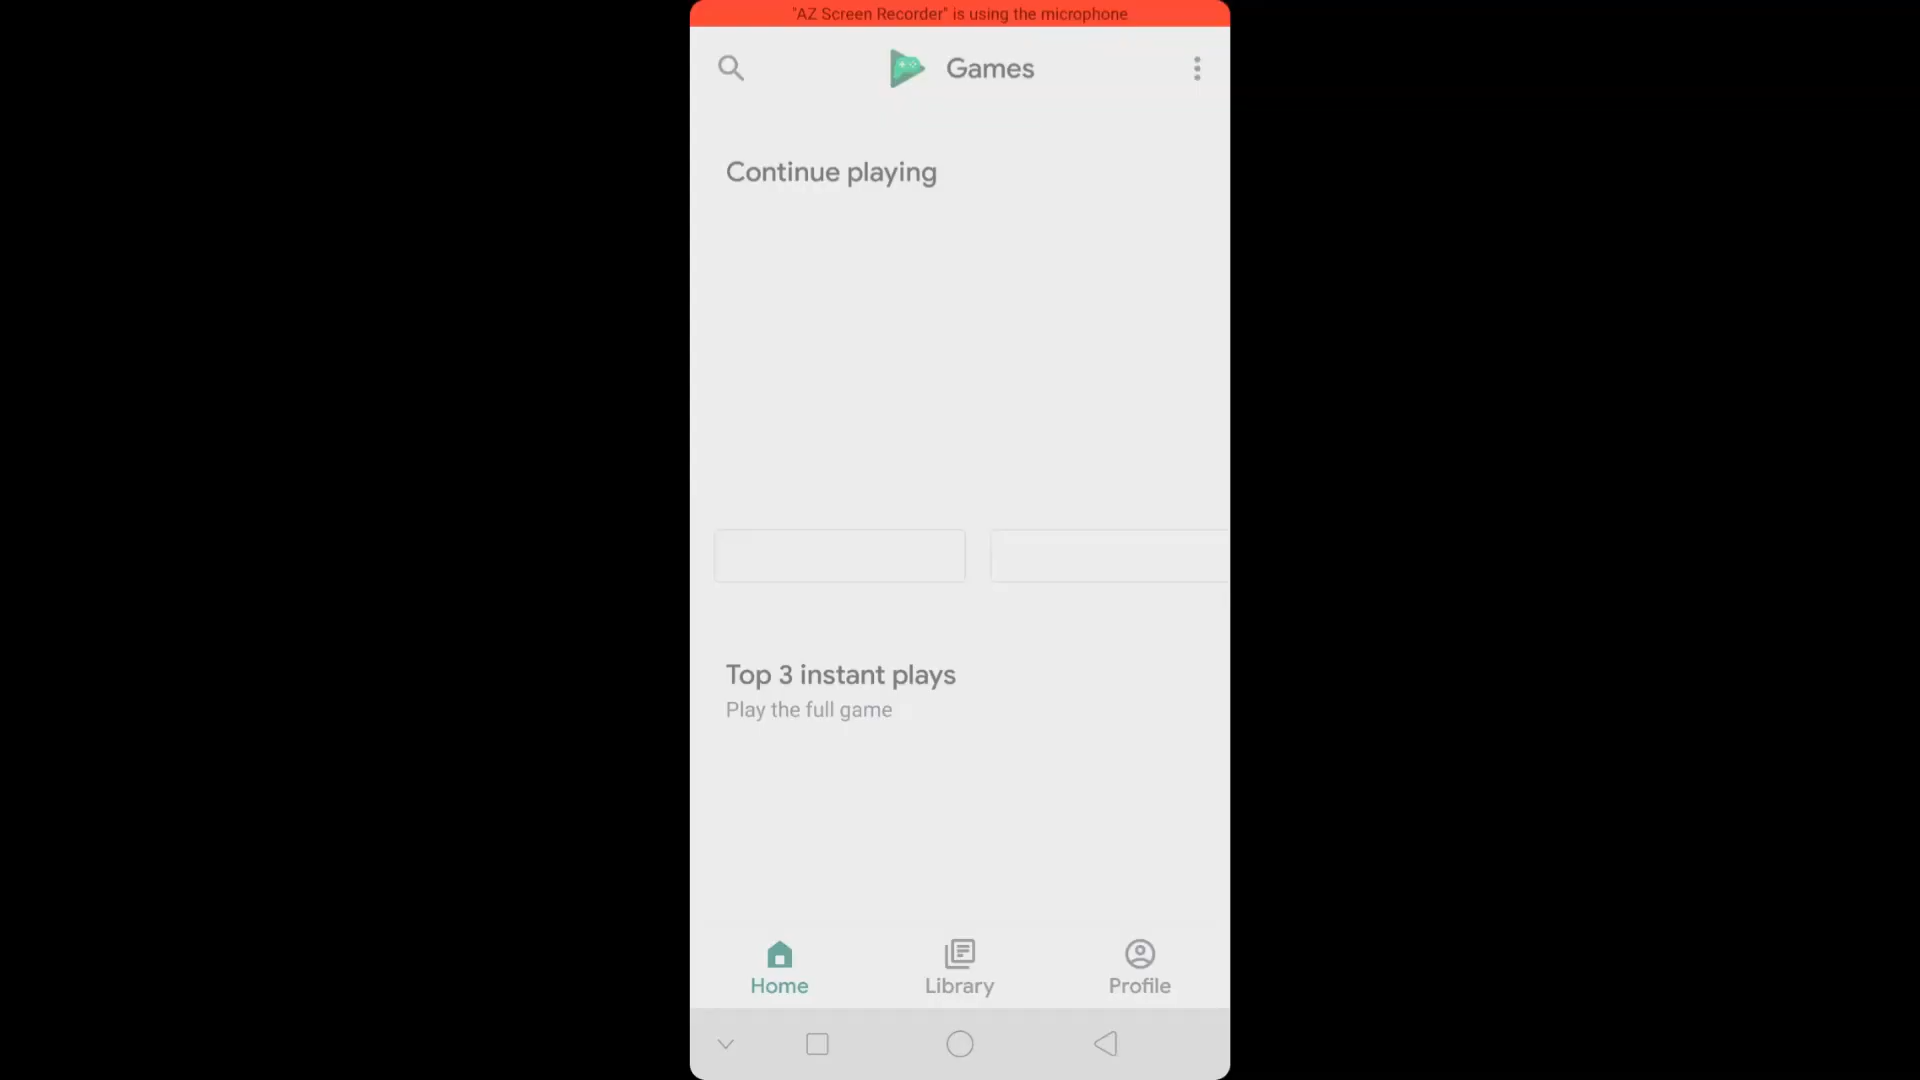 "AZ Screen Recorder" is using the microphone
Games
Continue playing
Top 3 instant plays
Play the full game
Home
Library
Profile